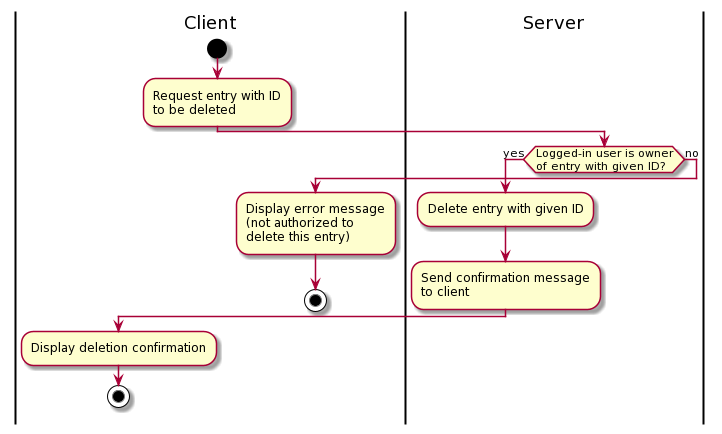 Client
Server
Request entry with ID
to be deleted
yes
Logged-in user is owner
of entry with given ID?
no
Display error message
(not authorized to
delete this entry)
Delete entry with given ID
Send confirmation message
to client
Display deletion confirmation